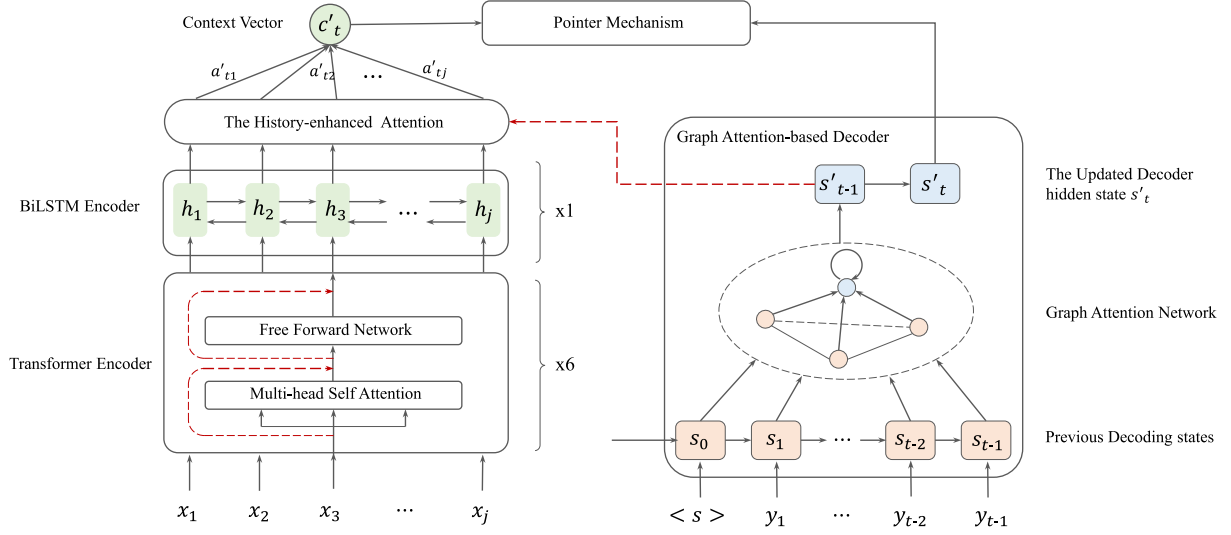 Context Vector
c′t
Pointer Mechanism
a′t1
a′t2
...
a′tj
The History-enhanced Attention
Graph Attention-based Decoder
BiLSTM Encoder
h1
h2
h3
...
hj
x1
s′t-1
s′t
The Updated Decoder
hidden state s′t
Transformer Encoder
Free Forward Network
Multi-head Self Attention
x6
Graph Attention Network
s0
s1
...
st-2
st-1
Previous Decoding states
x1
x2
x3
...
xj
< s >
y1
...
yt-2
yt-1